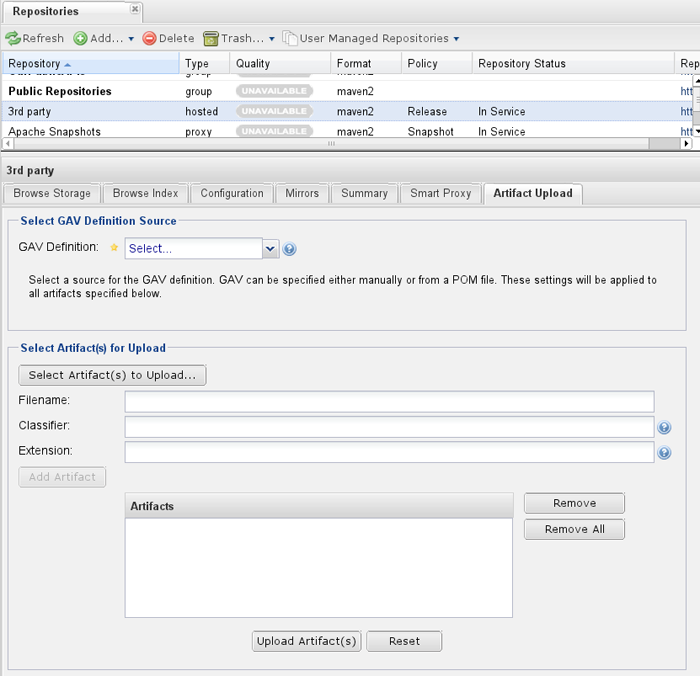 Repositories
Refresh Add... Delete Trash... User Managed Repositories
Repository Type Quality Format Policy Repository Status Rep
group maven2
Public Repositories group UNAVAILABLE maven2 htt
3rd party hosted UNAVAILABLE maven2 Release In Service htt
Apache Snapshots proxy UNAVAILABLE maven2 Snapshot In Service htt
3rd party
Browse Storage Browse Index Configuration Mirrors Summary Smart Proxy Artifact Upload
Select GAV Definition Source
GAV Definition: Select...
Select a source for the GAV definition. GAV can be specified either manually or from a POM file. These settings will be applied to
all artifacts specified below.
Select Artifact(s) for Upload
Select Artifact(s) to Upload...
Filename:
Classifier:
Extension:
Add Artifact
Artifacts
Remove
Remove All
Upload Artifact(s) Reset